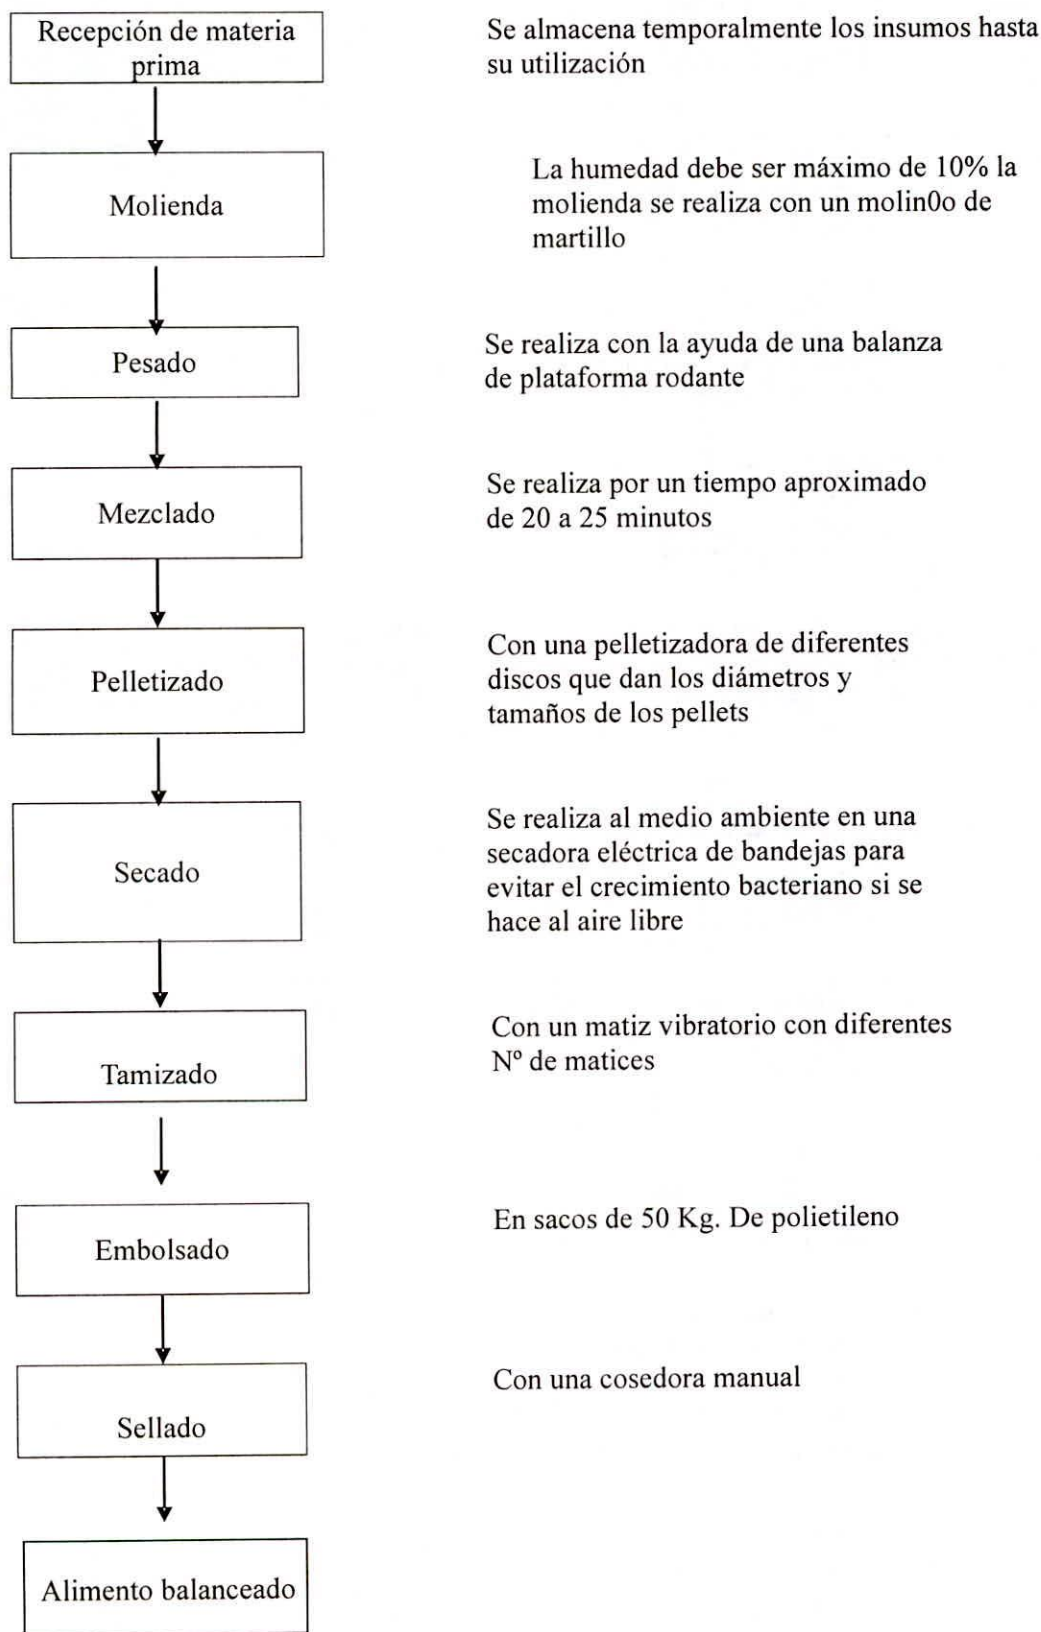 Recepción de materia
prima
Se almacena temporalmente los insumos hasta
su utilización
Molienda
La humedad debe ser máximo de 10% la
molienda se realiza con un molin0o de
martillo
Pesado
Se realiza con la ayuda de una balanza
de plataforma rodante
Mezclado
Se realiza por un tiempo aproximado
de 20 a 25 minutos
Pelletizado
Con una pelletizadora de diferentes
discos que dan los diámetros y
tamaños de los pellets
Secado
Se realiza al medio ambiente en una
secadora eléctrica de bandejas para
evitar el crecimiento bacteriano si se
hace al aire libre
Tamizado
Con un matiz vibratorio con diferentes
Nº de matices
Embolsado
En sacos de 50 Kg. De polietileno
Sellado
Con una cosedora manual
Alimento balanceado